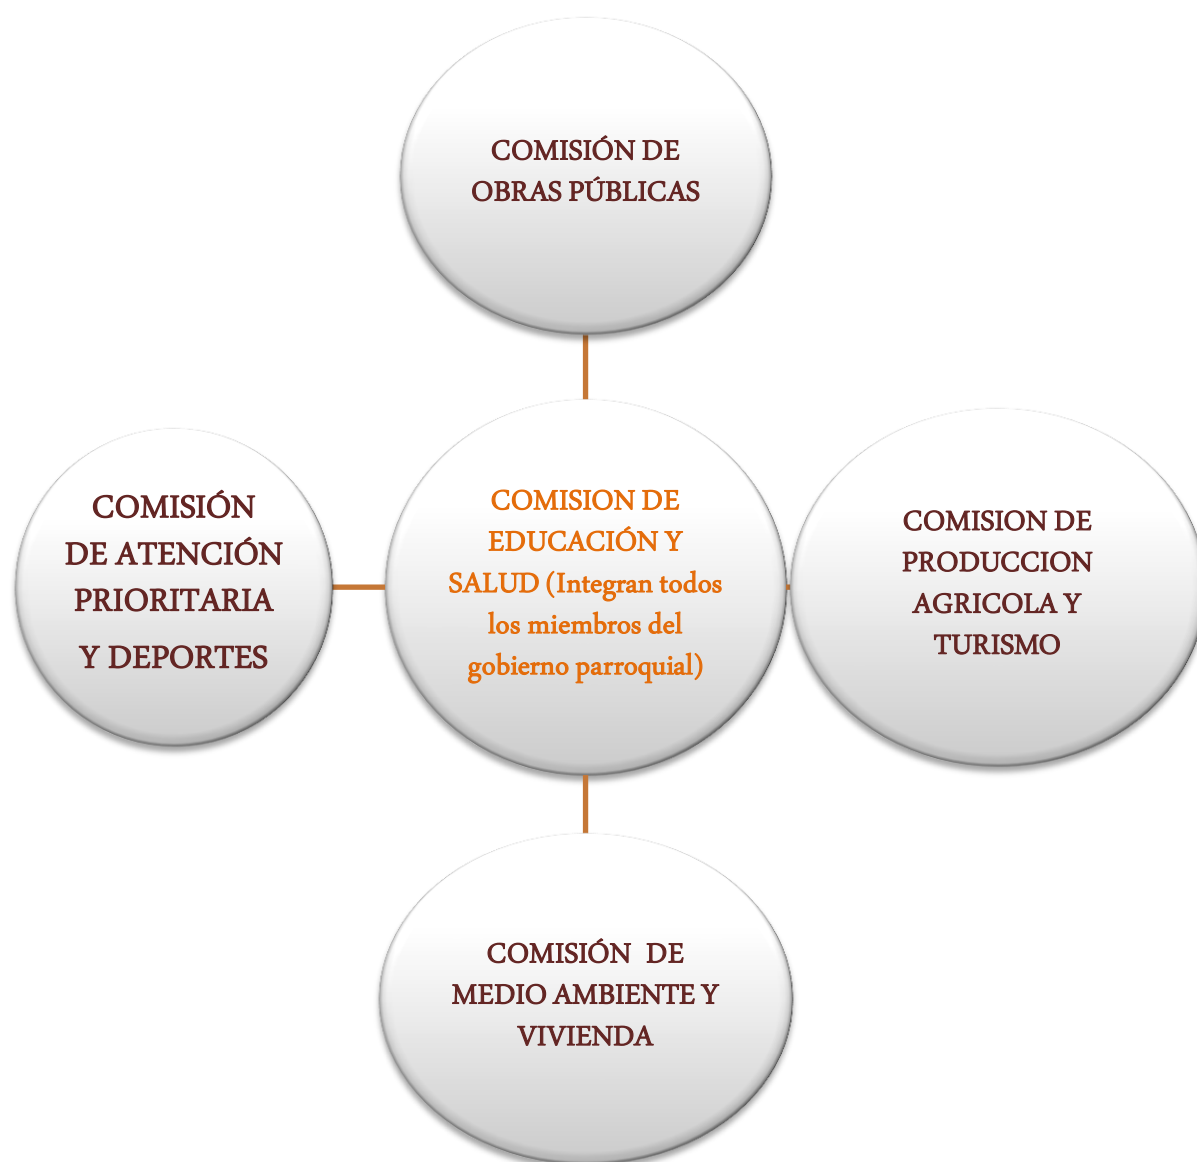 COMISIÓN DE
OBRAS PÚBLICAS
COMISIÓN
DE ATENCIÓN
PRIORITARIA
Y DEPORTES
COMISION DE
EDUCACIÓN Y
SALUD (Integran todos
los miembros del
gobierno parroquial)
COMISION DE
PRODUCCION
AGRICOLA Y
TURISMO
COMISIÓN  DE
MEDIO AMBIENTE Y
VIVIENDA